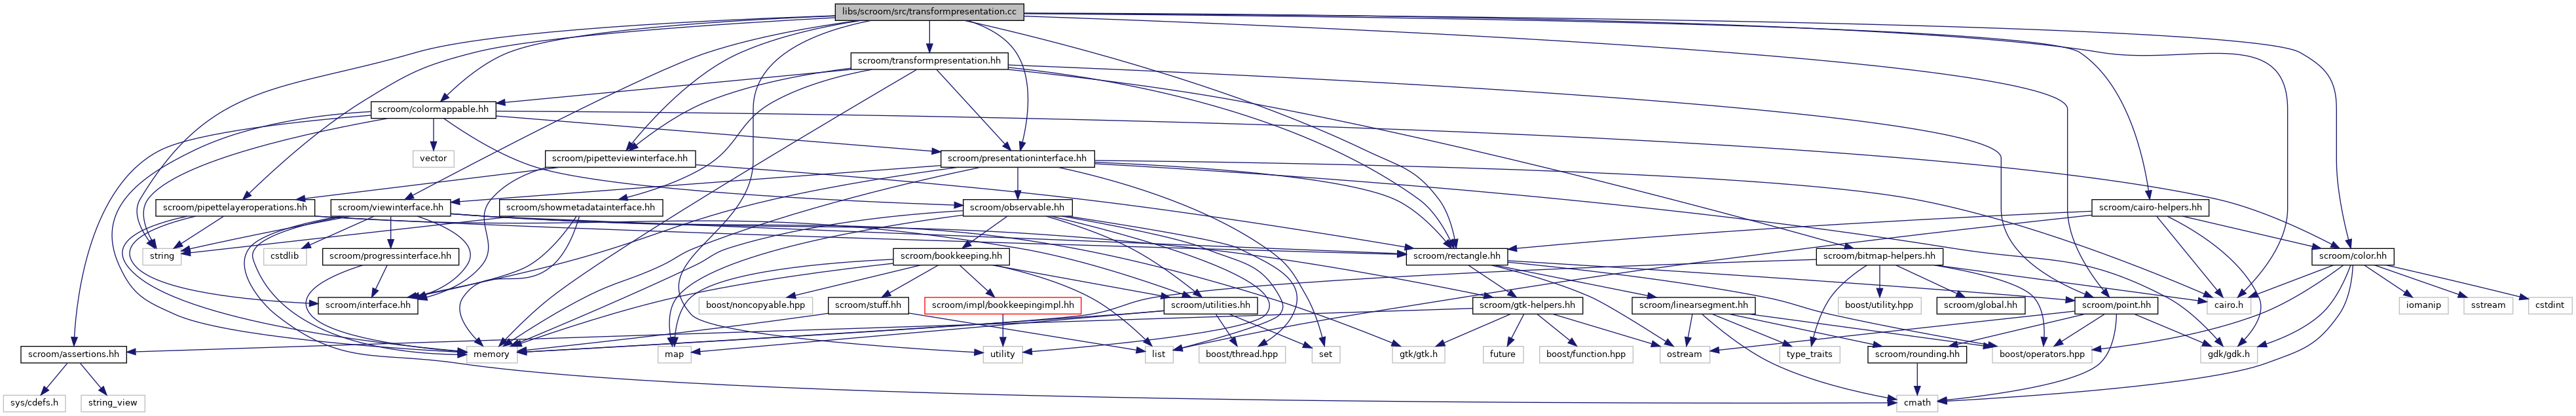 libs/scroom/src/transformpresentation.cc
scroom/transformpresentation.hh
scroom/colormappable.hh
vector
scroom/pipetteviewinterface.hh
scroom/presentationinterface.hh
scroom/pipettelayeroperations.hh
scroom/viewinterface.hh
scroom/showmetadatainterface.hh
scroom/observable.hh
scroom/cairo-helpers.hh
string
cstdlib
scroom/progressinterface.hh
scroom/bookkeeping.hh
scroom/rectangle.hh
scroom/bitmap-helpers.hh
scroom/color.hh
scroom/interface.hh
boost/noncopyable.hpp
scroom/stuff.hh
scroom/impl/bookkeepingimpl.hh
scroom/utilities.hh
scroom/gtk-helpers.hh
scroom/linearsegment.hh
boost/utility.hpp
scroom/global.hh
scroom/point.hh
cairo.h
iomanip
sstream
cstdint
scroom/assertions.hh
memory
map
utility
list
boost/thread.hpp
set
gtk/gtk.h
future
boost/function.hpp
ostream
type_traits
scroom/rounding.hh
boost/operators.hpp
gdk/gdk.h
sys/cdefs.h
string_view
cmath